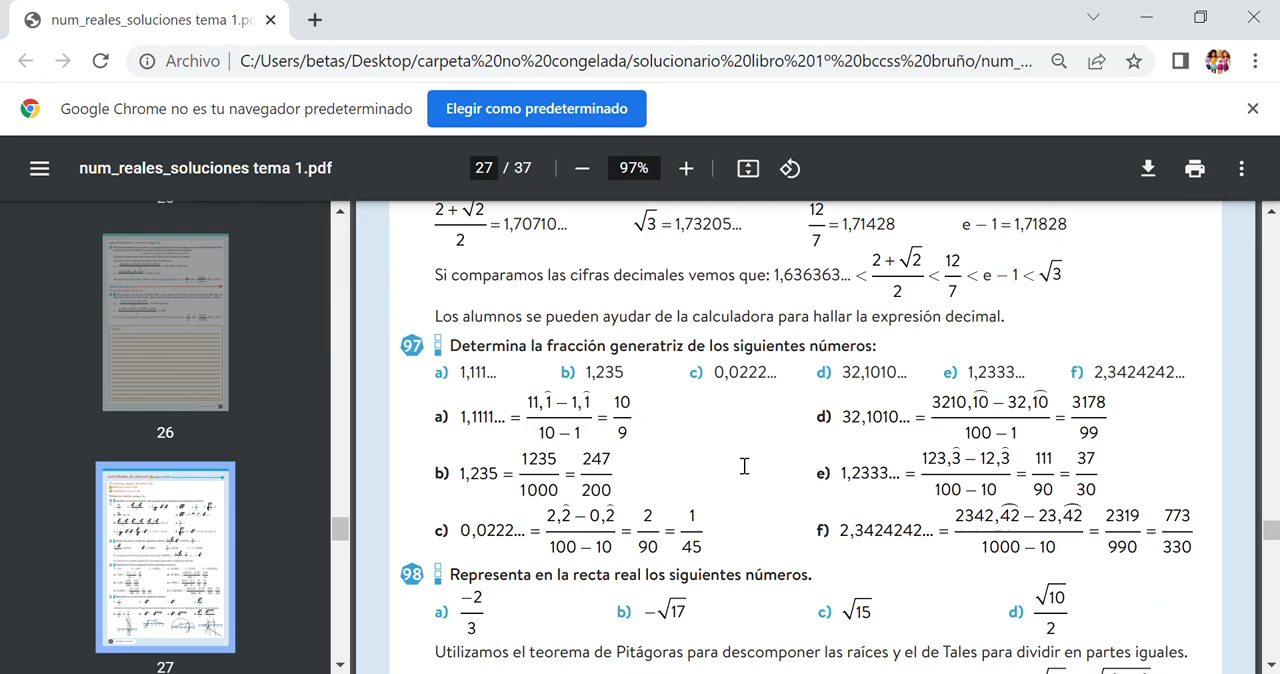 num_reales_soluciones tema 1.pc
Archivo | C:/Users/betas/Desktop/carpeta%20no%20congelada/solucionario%20libro%201º%20bccss%20bruño/num_...
Google Chrome no es tu navegador predeterminado Elegir como predeterminado
num_reales_soluciones tema 1.pdf 27 / 37 97%
(2 + √2)/2 = 1,70710... √3 = 1,73205... 12/7 = 1,71428 e − 1 = 1,71828
Si comparamos las cifras decimales vemos que: 1,636363... < (2 + √2)/2 < 12/7 < e − 1 < √3
Los alumnos se pueden ayudar de la calculadora para hallar la expresión decimal.
97 Determina la fracción generatriz de los siguientes números:
a) 1,111... b) 1,235 c) 0,0222... d) 32,1010... e) 1,2333... f) 2,3424242...
a) 1,1111... = (11,1̂ − 1,1̂)/(10 − 1) = 10/9 d) 32,1010... = (3210,1͡0 − 32,1͡0)/(100 − 1) = 3178/99
b) 1,235 = 1235/1000 = 247/200 e) 1,2333... = (123,3̂ − 12,3̂)/(100 − 10) = 111/90 = 37/30
c) 0,0222... = (2,2̂ − 0,2̂)/(100 − 10) = 2/90 = 1/45 f) 2,3424242... = (2342,4͡2 − 23,4͡2)/(1000 − 10) = 2319/990 = 773/330
98 Representa en la recta real los siguientes números.
a) −2/3 b) −√17 c) √15 d) √10/2
Utilizamos el teorema de Pitágoras para descomponer las raíces y el de Tales para dividir en partes iguales.
26
27